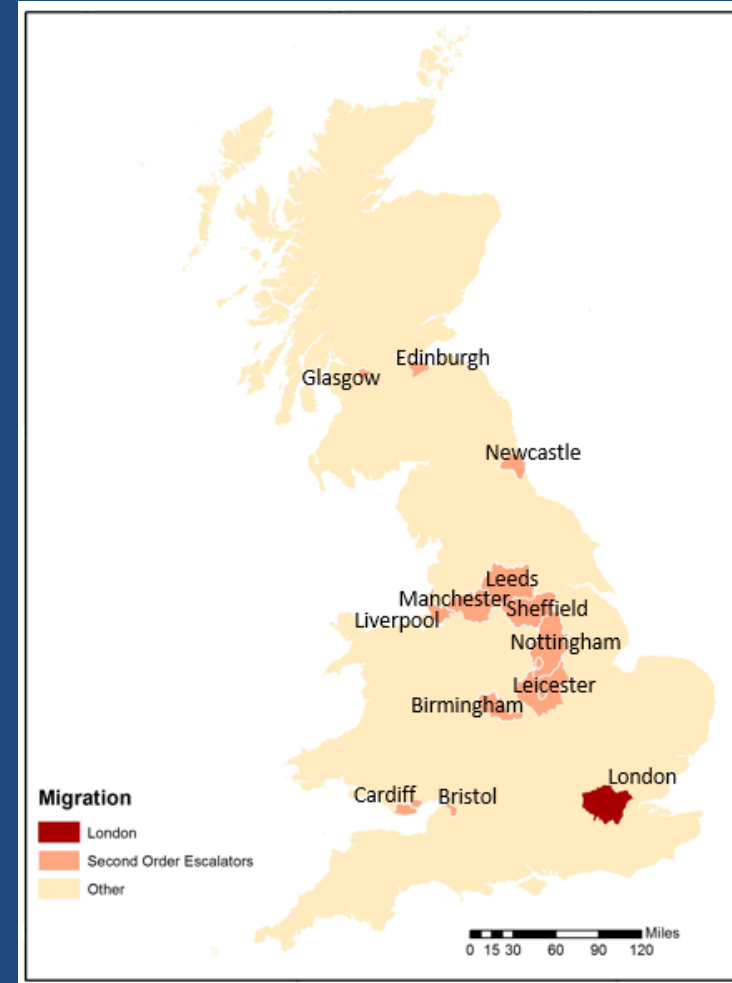 Edinburgh
Glasgow
Newcastle
Leeds
Manchester
Sheffield
Liverpool
Nottingham
Leicester
Birmingham
London
Cardiff
Bristol
Migration
London
Second Order Escalators
Other
Miles
0 15 30 60 90 120